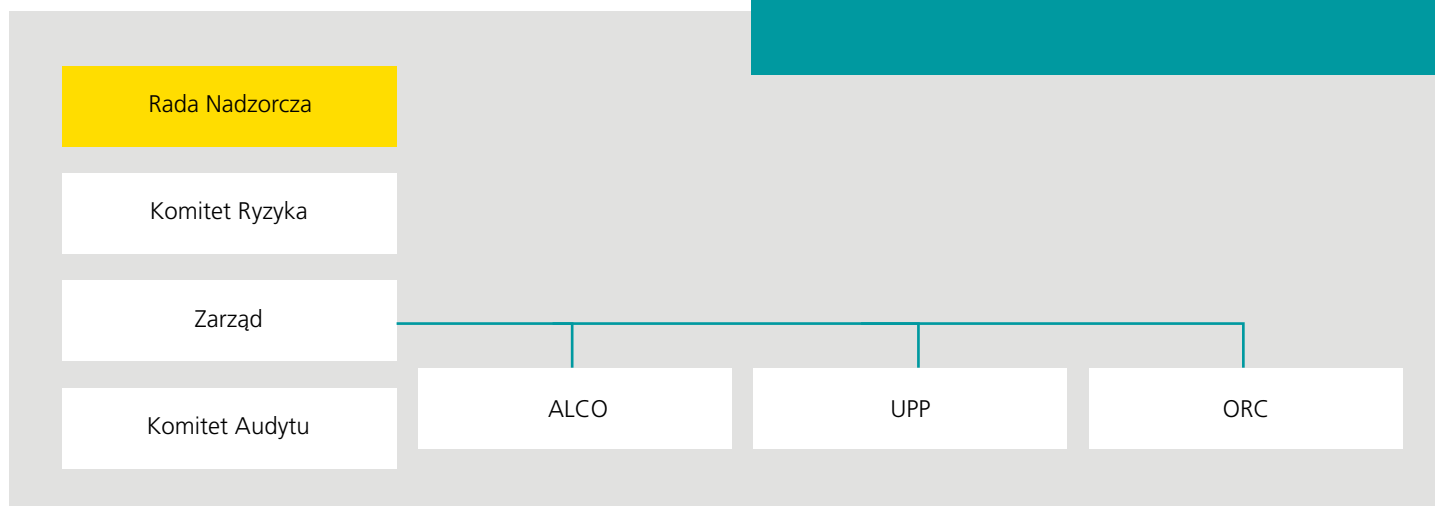 Rada Nadzorcza
Komitet Ryzyka
Zarząd
Komitet Audytu
ALCO
UPP
ORC